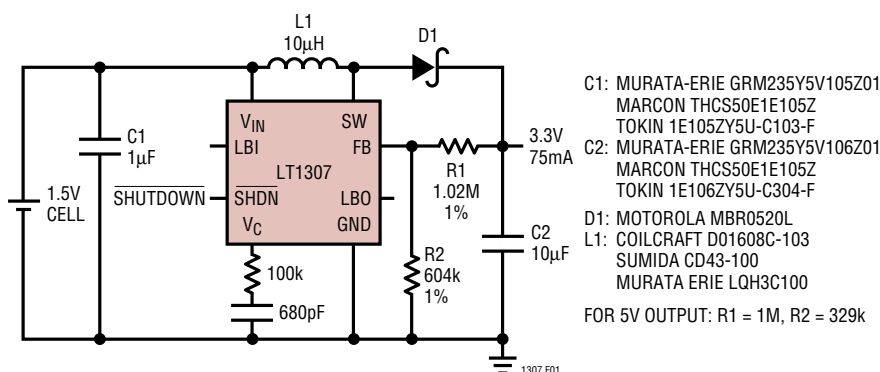 L1
10µH
D1
C1
1µF
1.5V
CELL
SHUTDOWN
VIN
SW
LBI
FB
LT1307
SHDN
LBO
VC
GND
100k
680pF
R1
1.02M
1%
R2
604k
1%
3.3V
75mA
C2
10µF
1307 F01
C1: MURATA-ERIE GRM235Y5V105Z01
MARCON THCS50E1E105Z
TOKIN 1E105ZY5U-C103-F
C2: MURATA-ERIE GRM235Y5V106Z01
MARCON THCS50E1E105Z
TOKIN 1E106ZY5U-C304-F
D1: MOTOROLA MBR0520L
L1: COILCRAFT D01608C-103
SUMIDA CD43-100
MURATA ERIE LQH3C100
FOR 5V OUTPUT: R1 = 1M, R2 = 329k